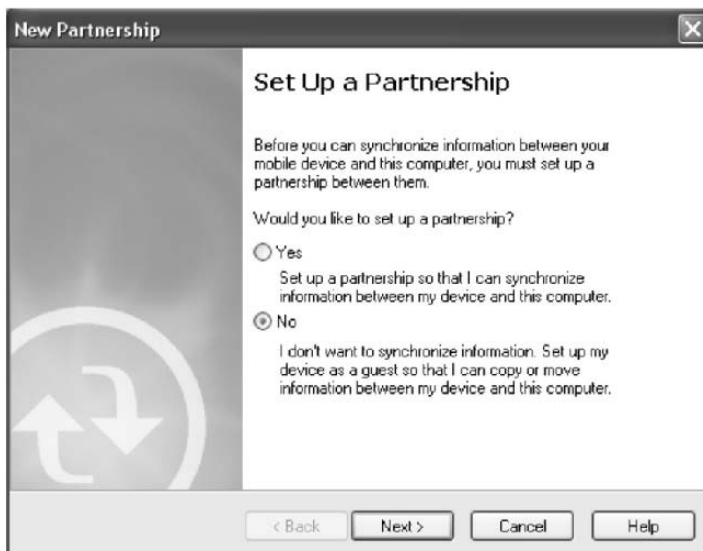 New Partnership
Set Up a Partnership
Before you can synchronize information between your
mobile device and this computer, you must set up a
partnership between them.
Would you like to set up a partnership?
Yes
Set up a partnership so that I can synchronize
information between my device and this computer.
No
I don't want to synchronize information. Set up my
device as a guest so that I can copy or move
information between my device and this computer.
< Back Next > Cancel Help